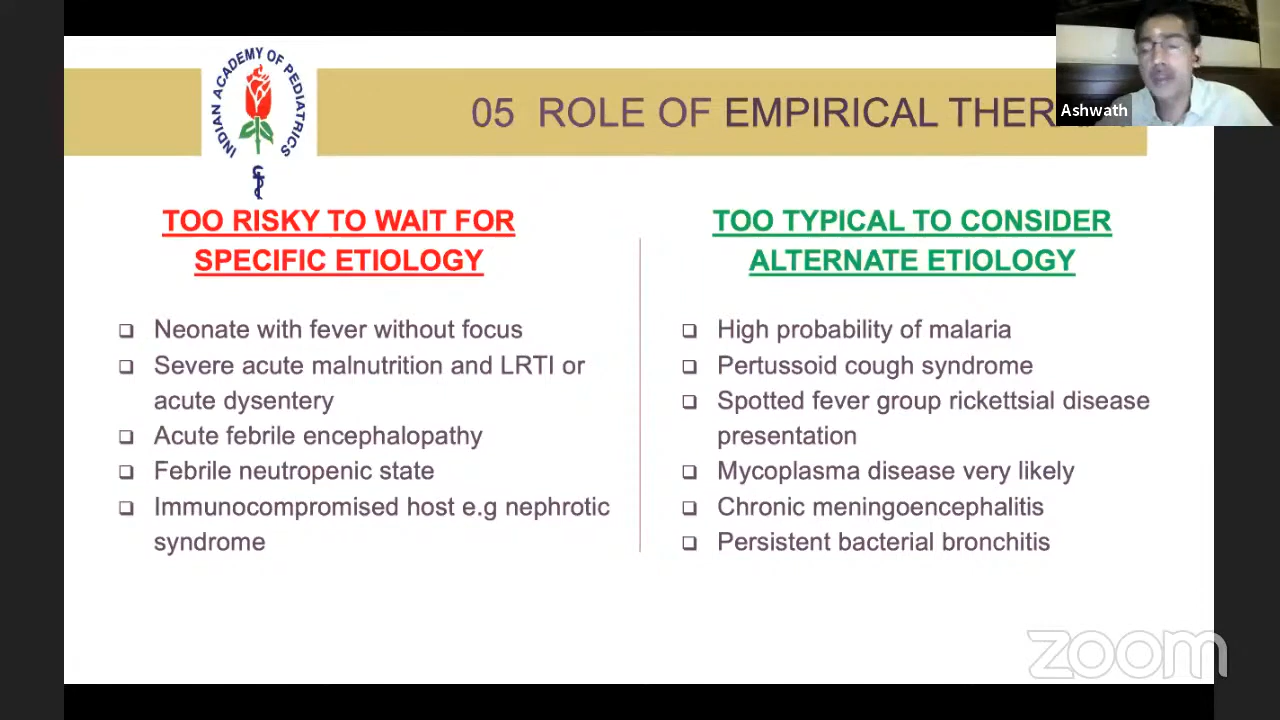 INDIAN ACADEMY OF PEDIATRICS
05 ROLE OF EMPIRICAL THER
Ashwath
TOO RISKY TO WAIT FOR
SPECIFIC ETIOLOGY
Neonate with fever without focus
Severe acute malnutrition and LRTI or
acute dysentery
Acute febrile encephalopathy
Febrile neutropenic state
Immunocompromised host e.g nephrotic
syndrome
TOO TYPICAL TO CONSIDER
ALTERNATE ETIOLOGY
High probability of malaria
Pertussoid cough syndrome
Spotted fever group rickettsial disease
presentation
Mycoplasma disease very likely
Chronic meningoencephalitis
Persistent bacterial bronchitis
zoom